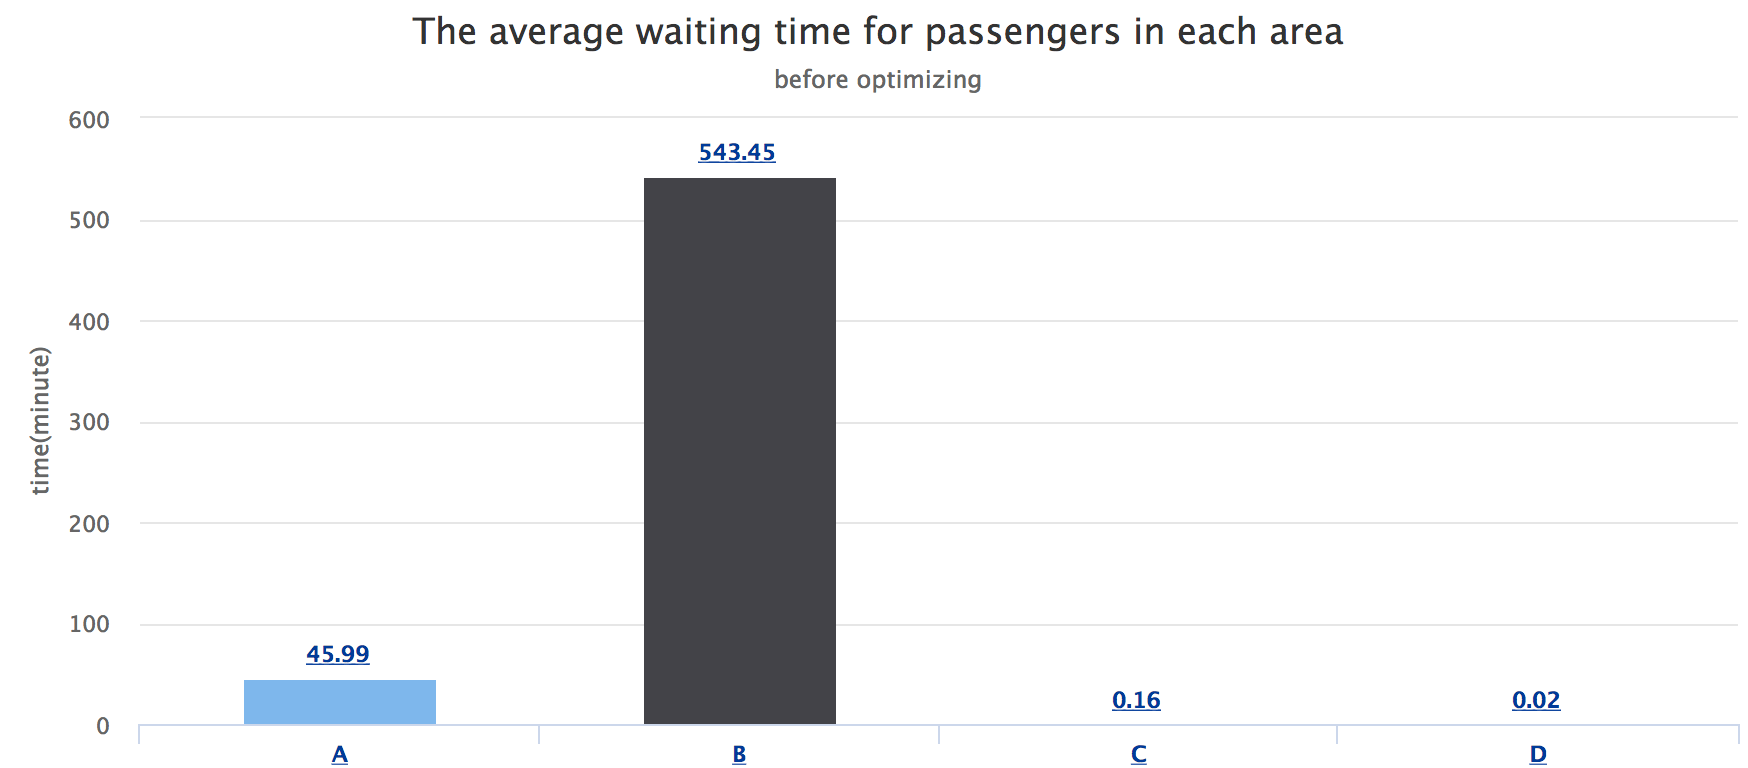 The average waiting time for passengers in each area
before optimizing
time(minute)
600
500
400
300
200
100
0
45.99
543.45
0.16
0.02
A
B
C
D